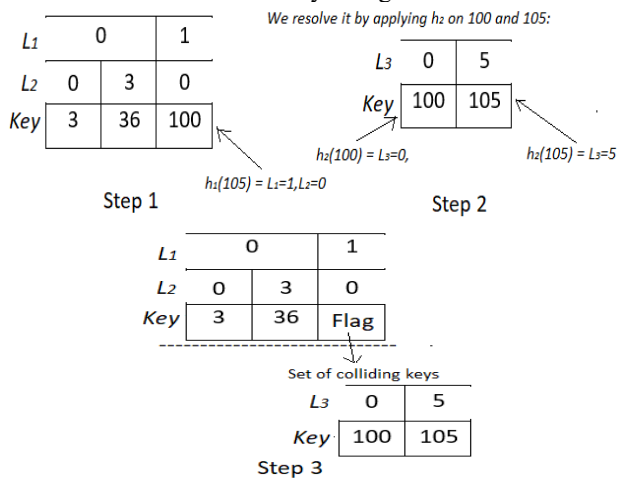 We resolve it by applying h₂ on 100 and 105:
L₁ 0 1
L₂ 0 3 0
Key 3 36 100
h₁(105) = L₁=1,L₂=0
Step 1
L₃ 0 5
Key 100 105
h₂(100) = L₃=0,
h₂(105) = L₃=5
Step 2
L₁ 0 1
L₂ 0 3 0
Key 3 36 Flag
Set of colliding keys
L₃ 0 5
Key 100 105
Step 3